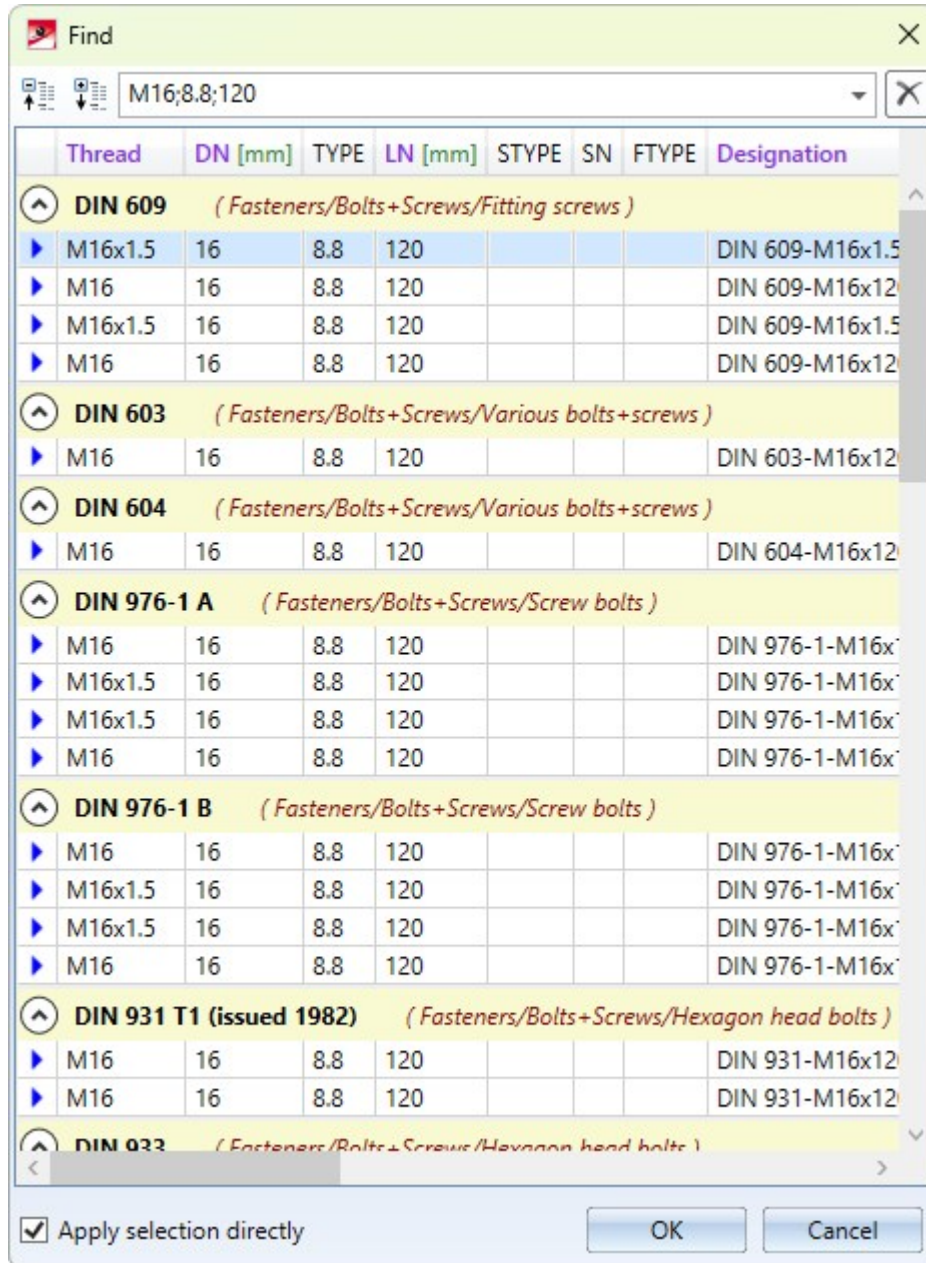 Find
M16;8.8;120
Thread DN [mm] TYPE LN [mm] STYPE SN FTYPE Designation
DIN 609 ( Fasteners/Bolts+Screws/Fitting screws )
M16x1.5 16 8.8 120 DIN 609-M16x1.5
M16 16 8.8 120 DIN 609-M16x12
M16x1.5 16 8.8 120 DIN 609-M16x1.5
M16 16 8.8 120 DIN 609-M16x12
DIN 603 ( Fasteners/Bolts+Screws/Various bolts+screws )
M16 16 8.8 120 DIN 603-M16x12
DIN 604 ( Fasteners/Bolts+Screws/Various bolts+screws )
M16 16 8.8 120 DIN 604-M16x12
DIN 976-1 A ( Fasteners/Bolts+Screws/Screw bolts )
M16 16 8.8 120 DIN 976-1-M16x
M16x1.5 16 8.8 120 DIN 976-1-M16x
M16x1.5 16 8.8 120 DIN 976-1-M16x
M16 16 8.8 120 DIN 976-1-M16x
DIN 976-1 B ( Fasteners/Bolts+Screws/Screw bolts )
M16 16 8.8 120 DIN 976-1-M16x
M16x1.5 16 8.8 120 DIN 976-1-M16x
M16x1.5 16 8.8 120 DIN 976-1-M16x
M16 16 8.8 120 DIN 976-1-M16x
DIN 931 T1 (issued 1982) ( Fasteners/Bolts+Screws/Hexagon head bolts )
M16 16 8.8 120 DIN 931-M16x12
M16 16 8.8 120 DIN 931-M16x12
DIN 933 ( Fasteners/Bolts+Screws/Hexagon head bolts )
Apply selection directly OK Cancel